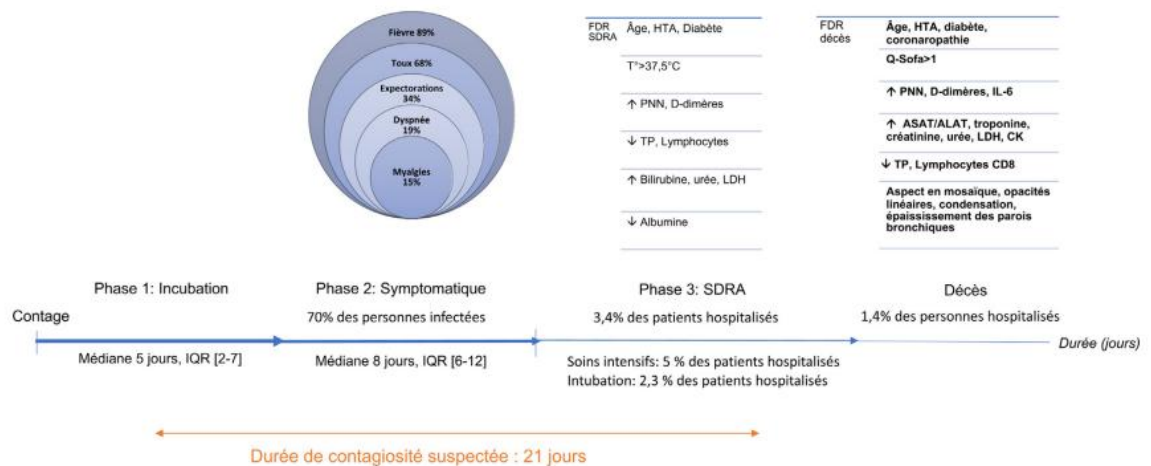 Fièvre 89%
Toux 68%
Expectorations
34%
Dyspnée
19%
Myalgies
15%
FDR
SDRA
Âge, HTA, Diabète
T°>37,5°C
↑ PNN, D-dimères
↓ TP, Lymphocytes
↑ Bilirubine, urée, LDH
↓ Albumine
FDR
décès
Âge, HTA, diabète,
coronaropathie
Q-Sofa>1
↑ PNN, D-dimères, IL-6
↑ ASAT/ALAT, troponine,
créatinine, urée, LDH, CK
↓ TP, Lymphocytes CD8
Aspect en mosaïque, opacités
linéaires, condensation,
épaississement des parois
bronchiques
Phase 1: Incubation
Phase 2: Symptomatique
Phase 3: SDRA
Décès
Contage
70% des personnes infectées
3,4% des patients hospitalisés
1,4% des personnes hospitalisés
Durée (jours)
Médiane 5 jours, IQR [2-7]
Médiane 8 jours, IQR [6-12]
Soins intensifs: 5 % des patients hospitalisés
Intubation: 2,3 % des patients hospitalisés
Durée de contagiosité suspectée : 21 jours